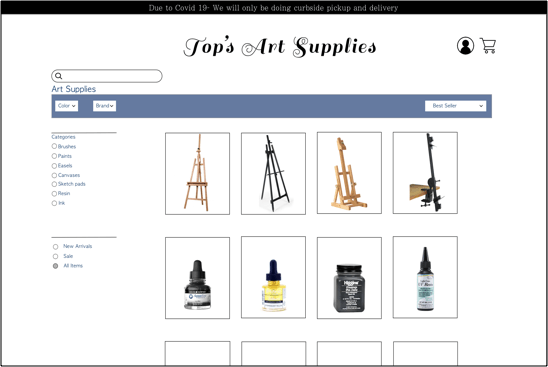 Due to Covid 19- We will only be doing curbside pickup and delivery
Top's Art Supplies
Art Supplies
Color
Brand
Best Seller
Categories
Brushes
Paints
Easels
Canvases
Sketch pads
Resin
Ink
New Arrivals
Sale
All Items
Higgins